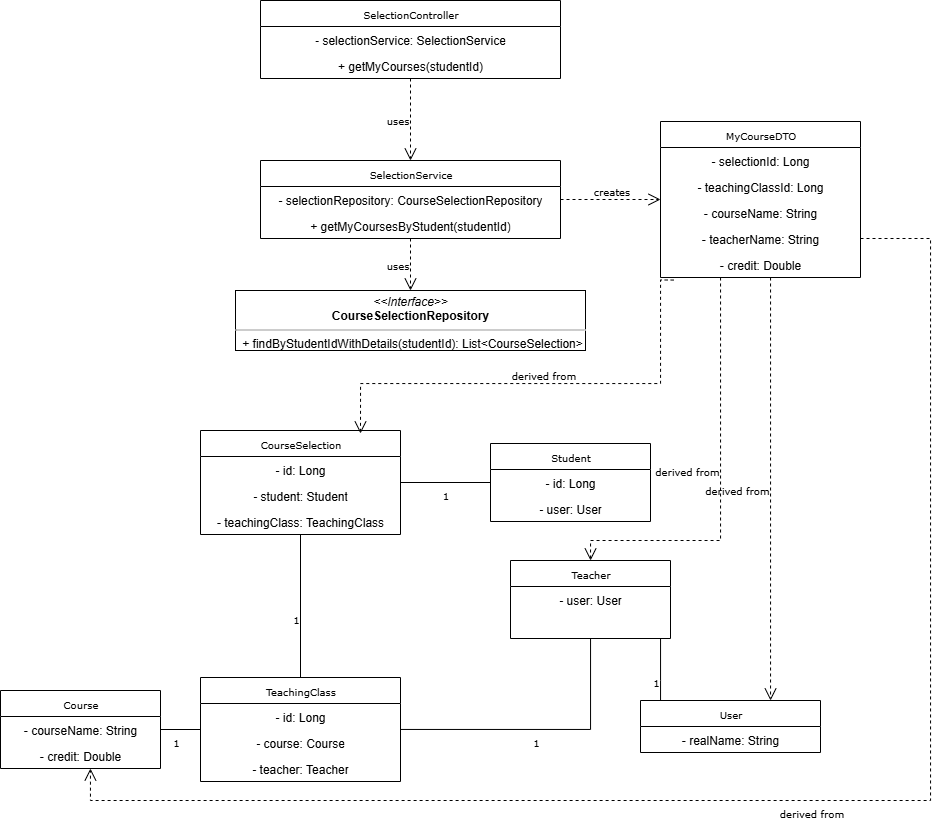 SelectionController
- selectionService: SelectionService
+ getMyCourses(studentId)
uses
MyCourseDTO
- selectionId: Long
- teachingClassId: Long
- courseName: String
- teacherName: String
- credit: Double
SelectionService
- selectionRepository: CourseSelectionRepository
+ getMyCoursesByStudent(studentId)
creates
uses
<<Interface>>
CourseSelectionRepository
+ findByStudentIdWithDetails(studentId): List<CourseSelection>
derived from
CourseSelection
- id: Long
- student: Student
- teachingClass: TeachingClass
1
Student
- id: Long
- user: User
derived from
derived from
Teacher
- user: User
1
1
TeachingClass
- id: Long
- course: Course
- teacher: Teacher
Course
- courseName: String
- credit: Double
1
1
User
- realName: String
derived from